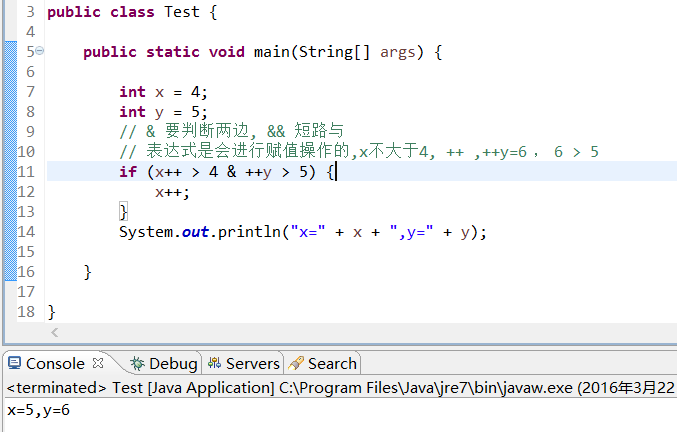 3 public class Test {
4
5 public static void main(String[] args) {
6
7 int x = 4;
8 int y = 5;
9 // & 要判断两边, && 短路与
10 // 表达式是会进行赋值操作的,x不大于4, ++ ,++y=6 , 6 > 5
11 if (x++ > 4 & ++y > 5) {
12 x++;
13 }
14 System.out.println("x=" + x + ",y=" + y);
15
16 }
17
18 }
Console Debug Servers Search
<terminated> Test [Java Application] C:\Program Files\Java\jre7\bin\javaw.exe (2016年3月22
x=5,y=6